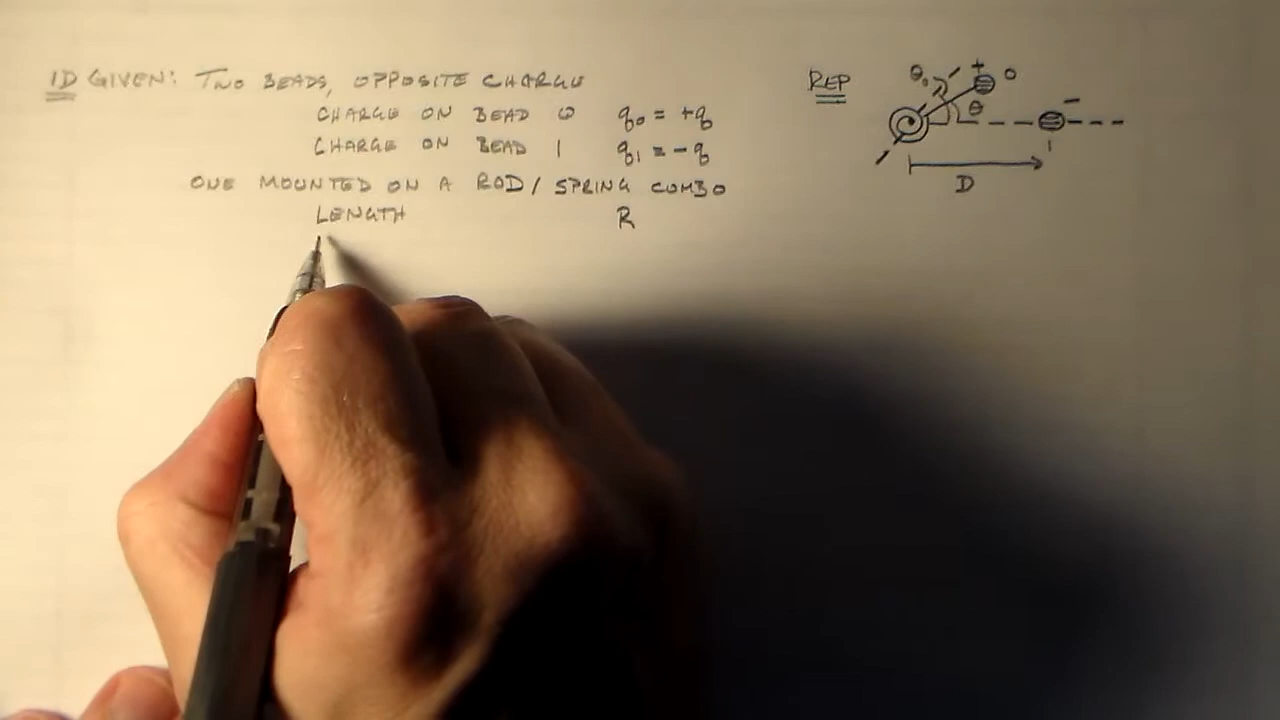 ID GIVEN: TWO BEADS, OPPOSITE CHARGE
CHARGE ON BEAD 0 q₀ = +q
CHARGE ON BEAD 1 q₁ = -q
ONE MOUNTED ON A ROD/SPRING COMBO
LENGTH R
REP
θ₀ + 0
θ −
1
D